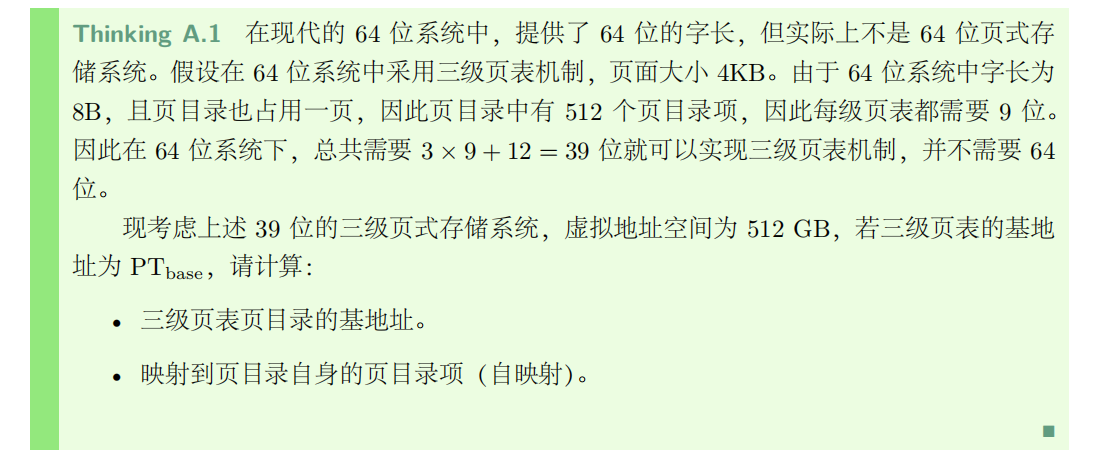 Thinking A.1 在现代的 64 位系统中，提供了 64 位的字长，但实际上不是 64 位页式存
储系统。假设在 64 位系统中采用三级页表机制，页面大小 4KB。由于 64 位系统中字长为
8B，且页目录也占用一页，因此页目录中有 512 个页目录项，因此每级页表都需要 9 位。
因此在 64 位系统下，总共需要 3 × 9 + 12 = 39 位就可以实现三级页表机制，并不需要 64
位。
现考虑上述 39 位的三级页式存储系统，虚拟地址空间为 512 GB，若三级页表的基地
址为 PTbase，请计算：
• 三级页表页目录的基地址。
• 映射到页目录自身的页目录项（自映射）。